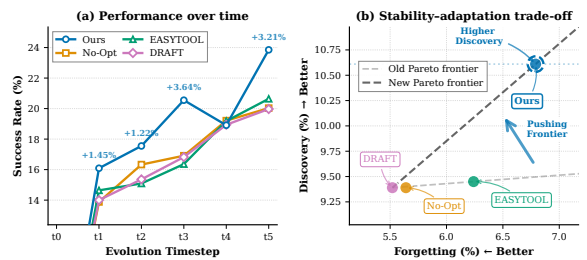 (a) Performance over time
Success Rate (%)
24
22
20
18
16
14
Ours
No-Opt
EASYTOOL
DRAFT
+1.45%
+1.22%
+3.64%
+3.21%
t0
t1
t2
t3
t4
t5
Evolution Timestep
(b) Stability-adaptation trade-off
Discovery (%) → Better
10.75
10.50
10.25
10.00
9.75
9.50
9.25
Higher
Discovery
Old Pareto frontier
New Pareto frontier
Ours
Pushing
Frontier
DRAFT
No-Opt
EASYTOOL
5.5
6.0
6.5
7.0
Forgetting (%) ← Better